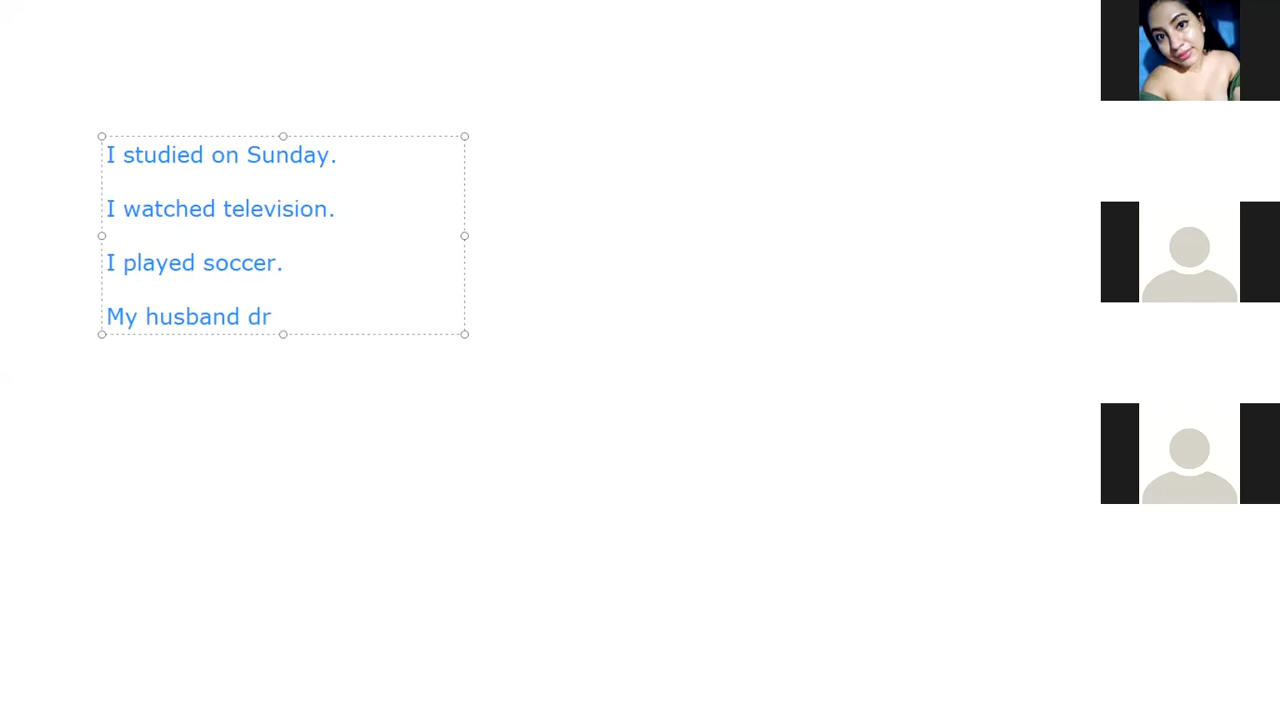 I studied on Sunday.
I watched television.
I played soccer.
My husband dr